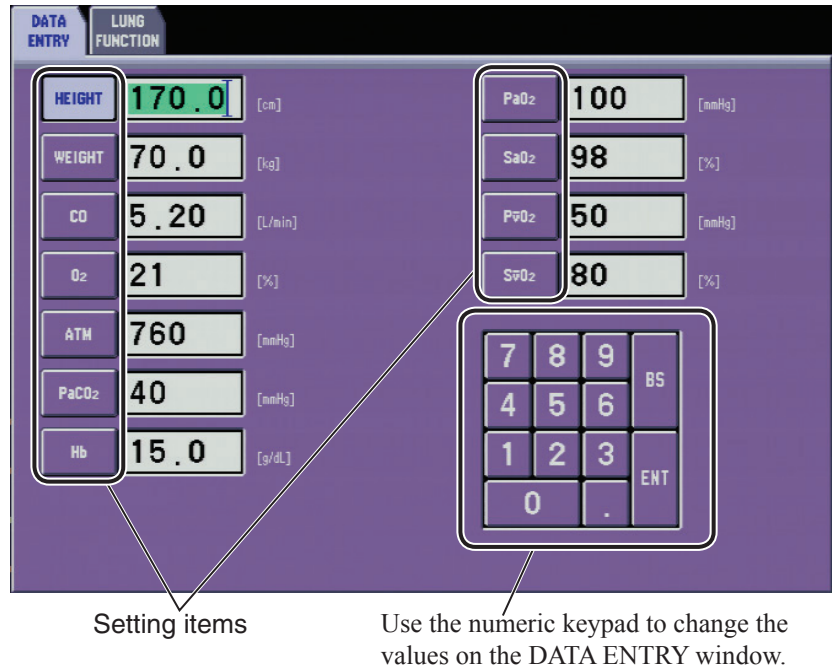 DATA ENTRY
LUNG FUNCTION
HEIGHT 170.0 [cm]
WEIGHT 70.0 [kg]
CO 5.20 [L/min]
O₂ 21 [%]
ATM 760 [mmHg]
PaCO₂ 40 [mmHg]
Hb 15.0 [g/dL]
PaO₂ 100 [mmHg]
SaO₂ 98 [%]
Pv̄O₂ 50 [mmHg]
Sv̄O₂ 80 [%]
7 8 9 BS
4 5 6
1 2 3 ENT
0 .
Setting items
Use the numeric keypad to change the
values on the DATA ENTRY window.